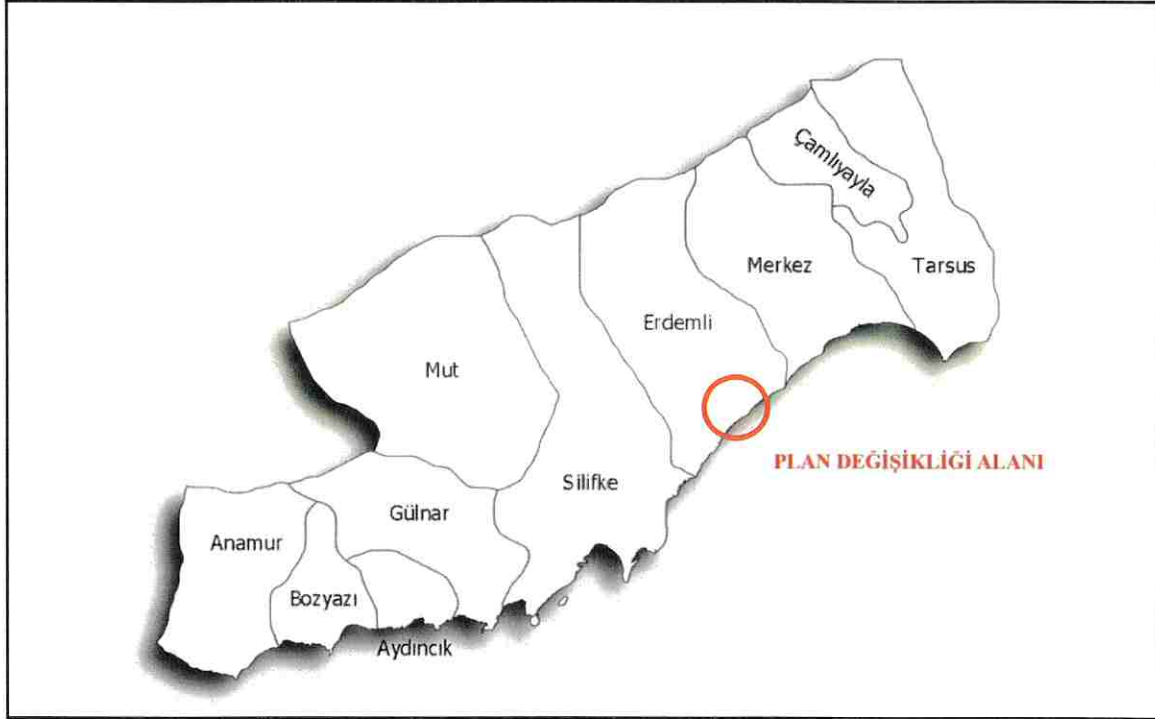 Çamlıyayla
Merkez
Tarsus
Erdemli
Mut
PLAN DEĞİŞİKLİĞİ ALANI
Silifke
Gülnar
Anamur
Bozyazı
Aydıncık